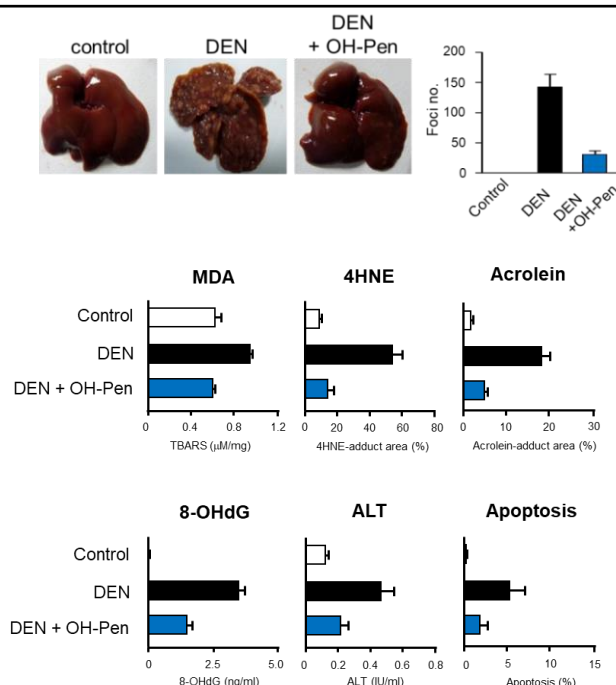 control
DEN
DEN
+ OH-Pen
Foci no.
200
150
100
50
0
Control
DEN
DEN
+OH-Pen
MDA
4HNE
Acrolein
Control
DEN
DEN + OH-Pen
0
0.4
0.8
1.2
TBARS (μM/mg)
0
20
40
60
80
4HNE-adduct area (%)
0
10
20
30
Acrolein-adduct area (%)
8-OHdG
ALT
Apoptosis
Control
DEN
DEN + OH-Pen
0
2.5
5.0
8-OHdG (ng/ml)
0
0.2
0.4
0.6
0.8
ALT (IU/ml)
0
5
10
15
Apoptosis (%)